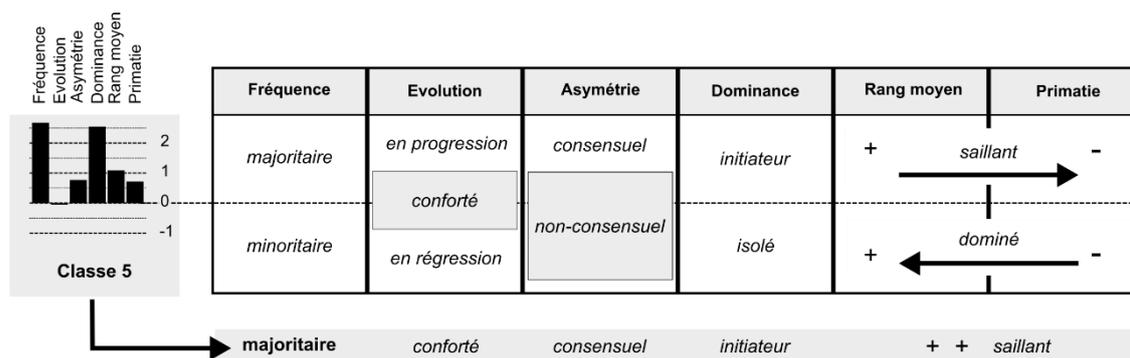 Fréquence
Evolution
Asymétrie
Dominance
Rang moyen
Primatie
2
1
0
-1
Classe 5
Fréquence Evolution Asymétrie Dominance Rang moyen Primatie
majoritaire en progression consensuel initiateur + saillant -
conforté non-consensuel
minoritaire en régression isolé + dominé -
majoritaire conforté consensuel initiateur + + saillant